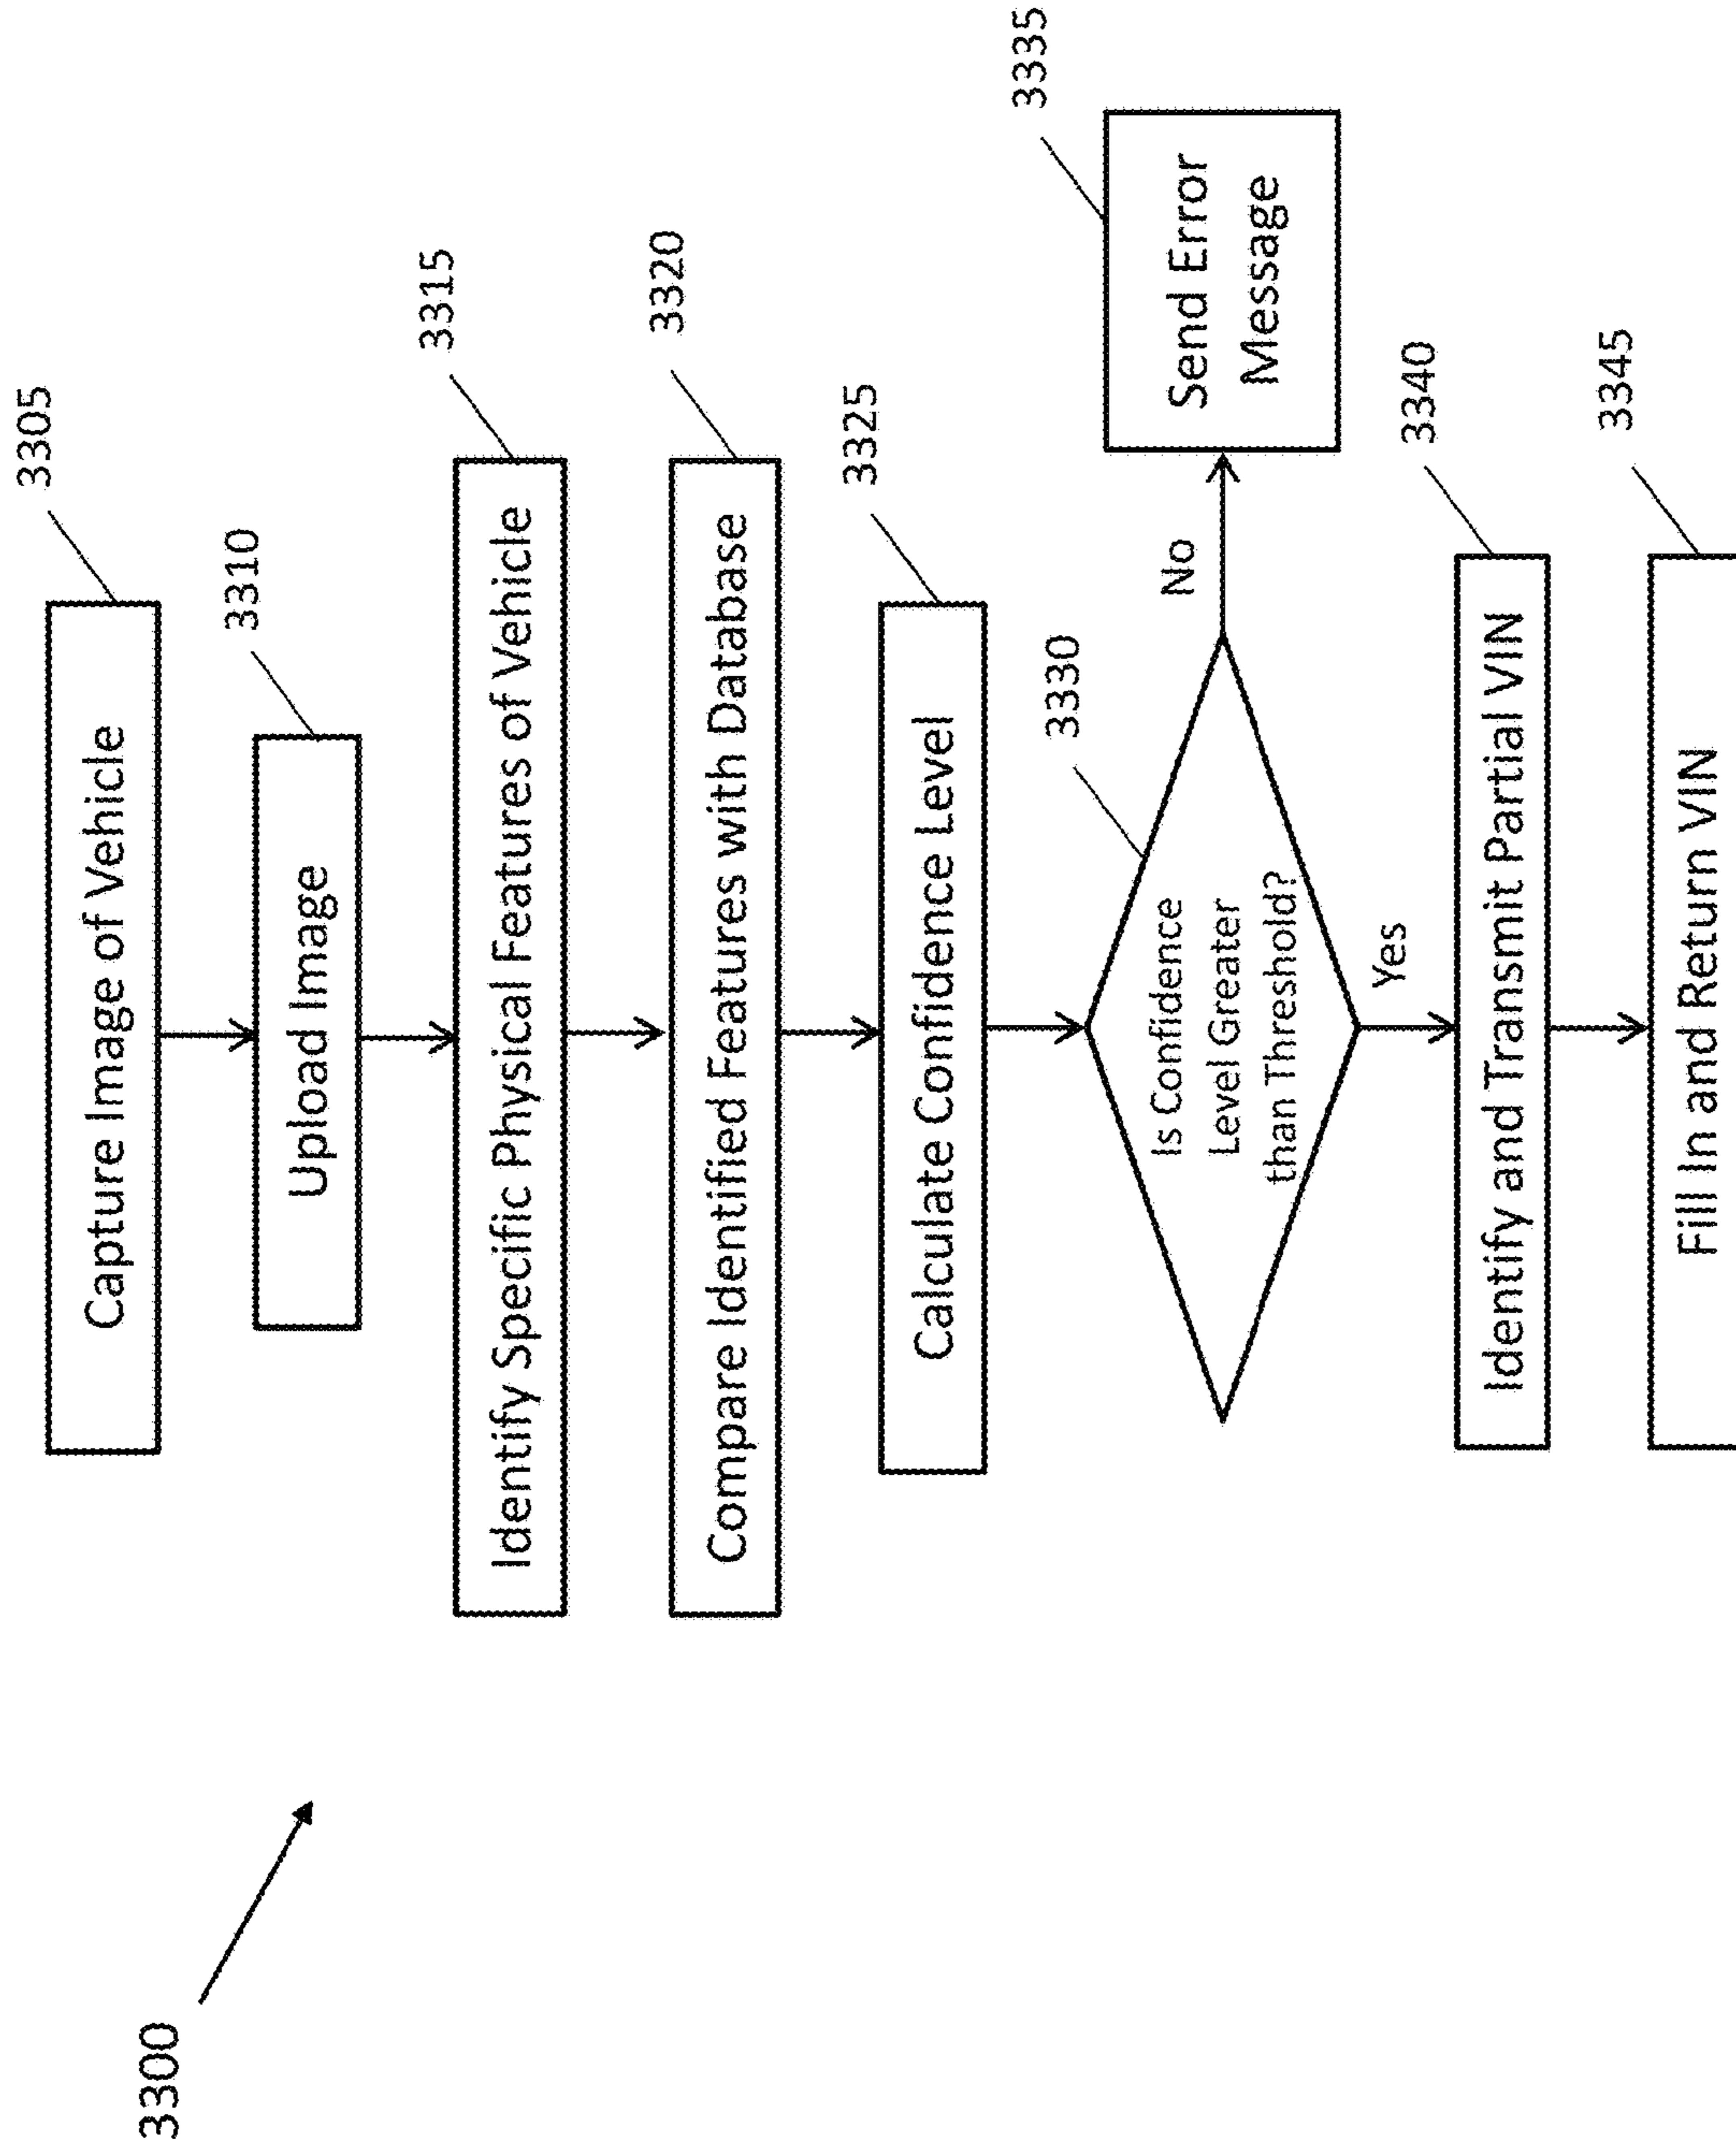 3300
Capture Image of Vehicle
3305
Upload Image
3310
Identify Specific Physical Features of Vehicle
3315
Compare Identified Features with Database
3320
Calculate Confidence Level
3325
Is Confidence
Level Greater
than Threshold?
3330
No
Send Error
Message
3335
Yes
Identify and Transmit Partial VIN
3340
Fill In and Return VIN
3345